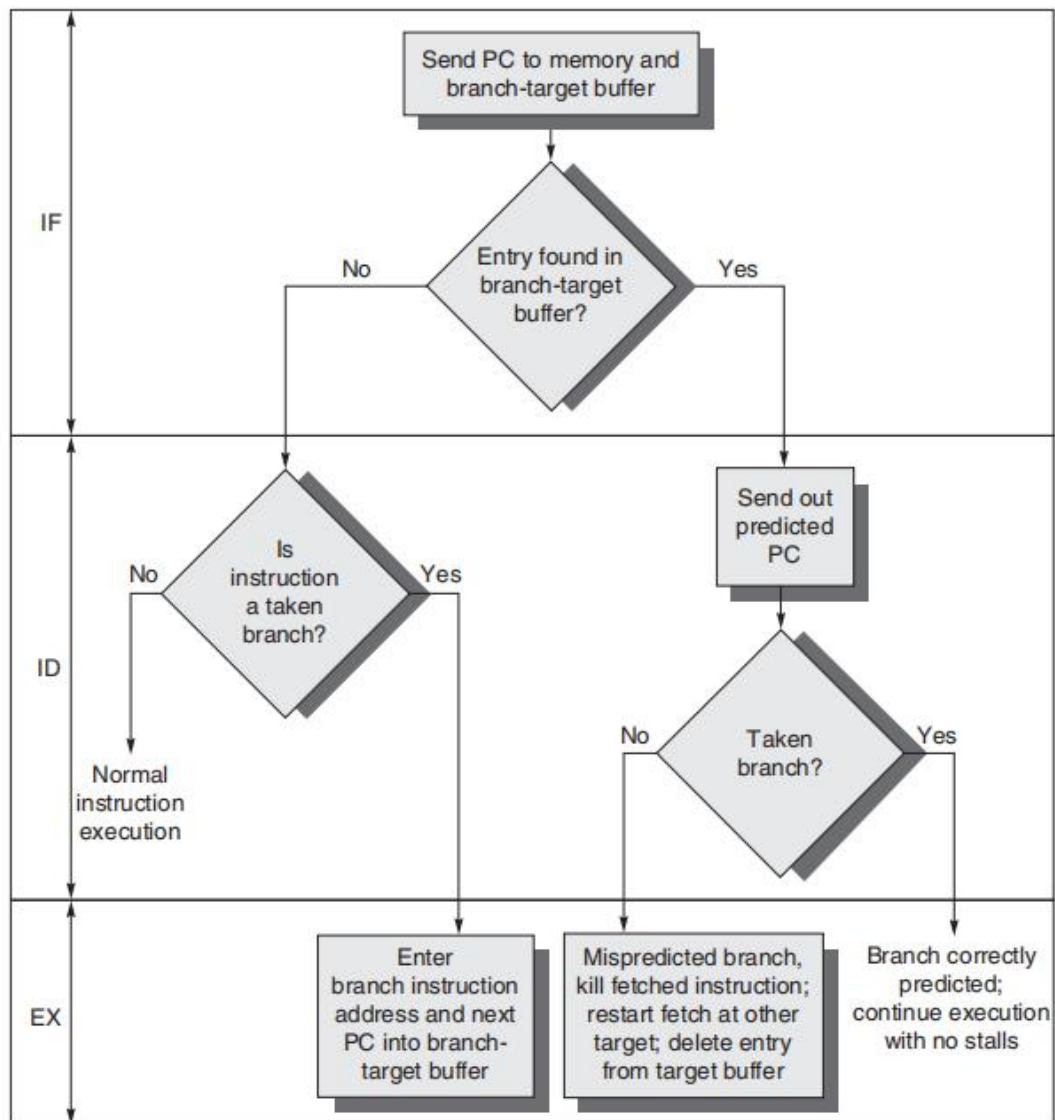 Send PC to memory and
branch-target buffer
IF
Entry found in
branch-target
buffer?
No
Yes
Send out
predicted
PC
Is
instruction
a taken
branch?
No
Yes
ID
No
Yes
Taken
branch?
Normal
instruction
execution
EX
Enter
branch instruction
address and next
PC into branch-
target buffer
Mispredicted branch,
kill fetched instruction;
restart fetch at other
target; delete entry
from target buffer
Branch correctly
predicted;
continue execution
with no stalls